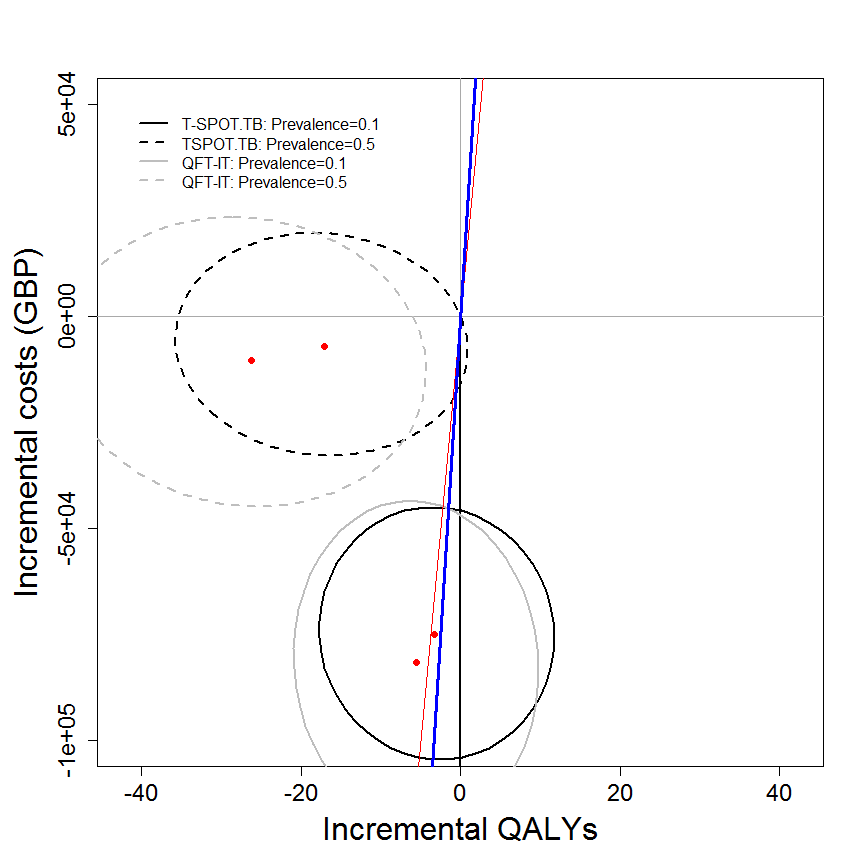 T-SPOT.TB: Prevalence=0.1
TSPOT.TB: Prevalence=0.5
QFT-IT: Prevalence=0.1
QFT-IT: Prevalence=0.5
Incremental costs (GBP)
5e+04
0e+00
-5e+04
-1e+05
-40 -20 0 20 40
Incremental QALYs